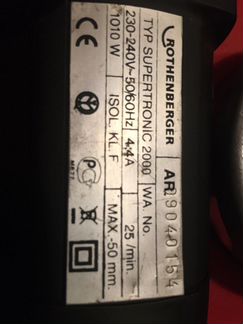 ROTHENBERGER
AR. 9040154
TYP SUPERTRONIC 2000 WA No.
230-240V~50/60Hz 4,4A 25 /min.
1010 W ISOL. KL. F MAX.-50 mm.
CE